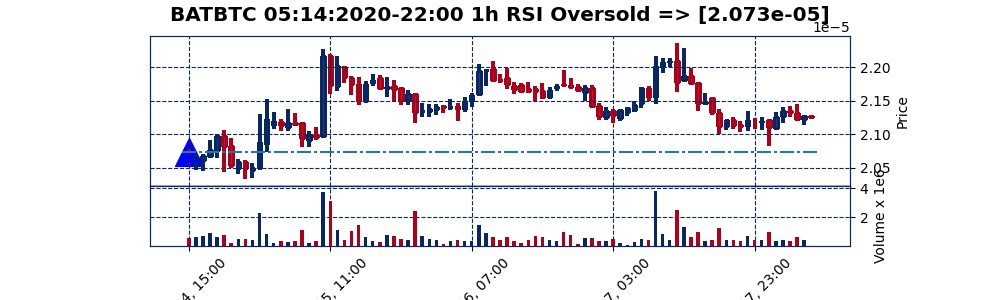 BATBTC 05:14:2020-22:00 1h RSI Oversold => [2.073e-05]
1e−5
2.20
2.15
2.10
2.05
Price
4
2
Volume x 1e6
4, 15:00
5, 11:00
6, 07:00
7, 03:00
7, 23:00